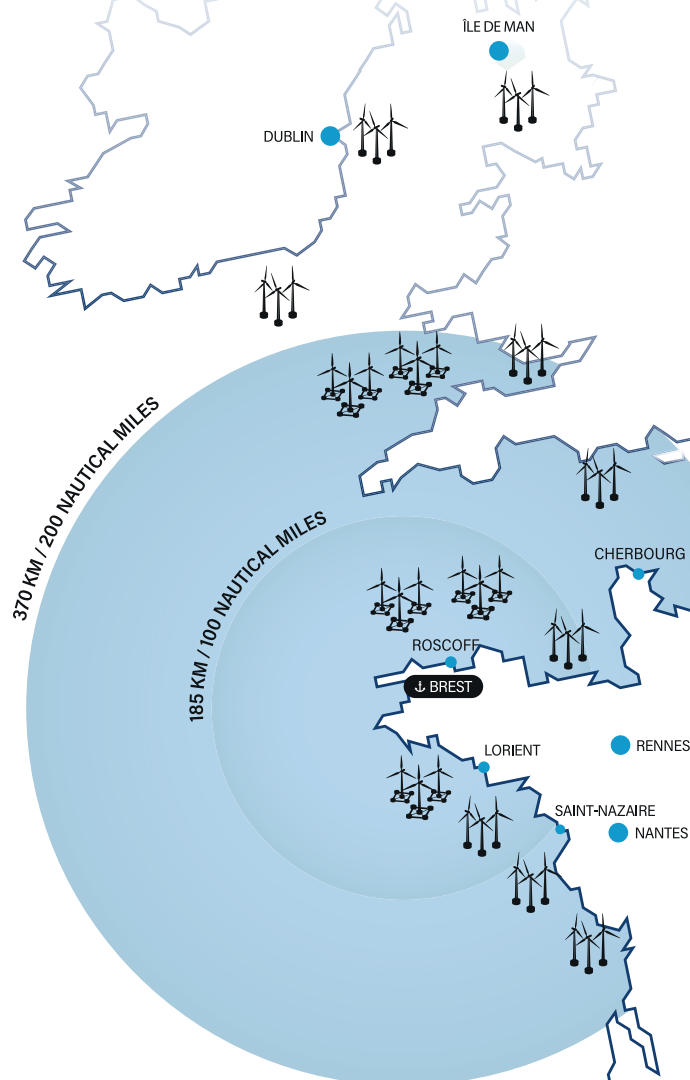 ÎLE DE MAN
DUBLIN
370 KM / 200 NAUTICAL MILES
185 KM / 100 NAUTICAL MILES
CHERBOURG
ROSCOFF
BREST
LORIENT
RENNES
SAINT-NAZAIRE
NANTES